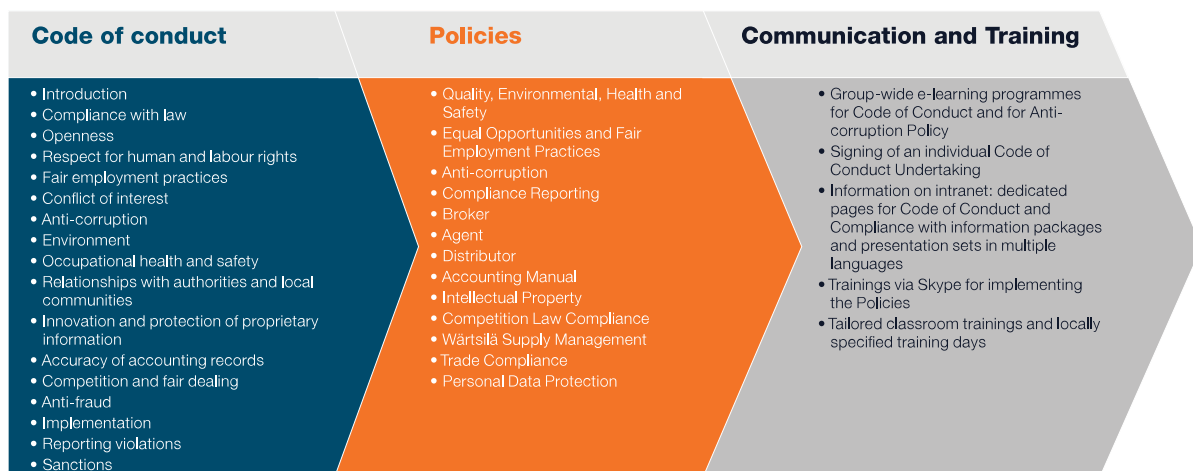 Code of conduct
• Introduction
• Compliance with law
• Openness
• Respect for human and labour rights
• Fair employment practices
• Conflict of interest
• Anti-corruption
• Environment
• Occupational health and safety
• Relationships with authorities and local
communities
• Innovation and protection of proprietary
information
• Accuracy of accounting records
• Competition and fair dealing
• Anti-fraud
• Implementation
• Reporting violations
• Sanctions
Policies
• Quality, Environmental, Health and
Safety
• Equal Opportunities and Fair
Employment Practices
• Anti-corruption
• Compliance Reporting
• Broker
• Agent
• Distributor
• Accounting Manual
• Intellectual Property
• Competition Law Compliance
• Wärtsilä Supply Management
• Trade Compliance
• Personal Data Protection
Communication and Training
• Group-wide e-learning programmes
for Code of Conduct and for Anti-
corruption Policy
• Signing of an individual Code of
Conduct Undertaking
• Information on intranet: dedicated
pages for Code of Conduct and
Compliance with information packages
and presentation sets in multiple
languages
• Trainings via Skype for implementing
the Policies
• Tailored classroom trainings and locally
specified training days